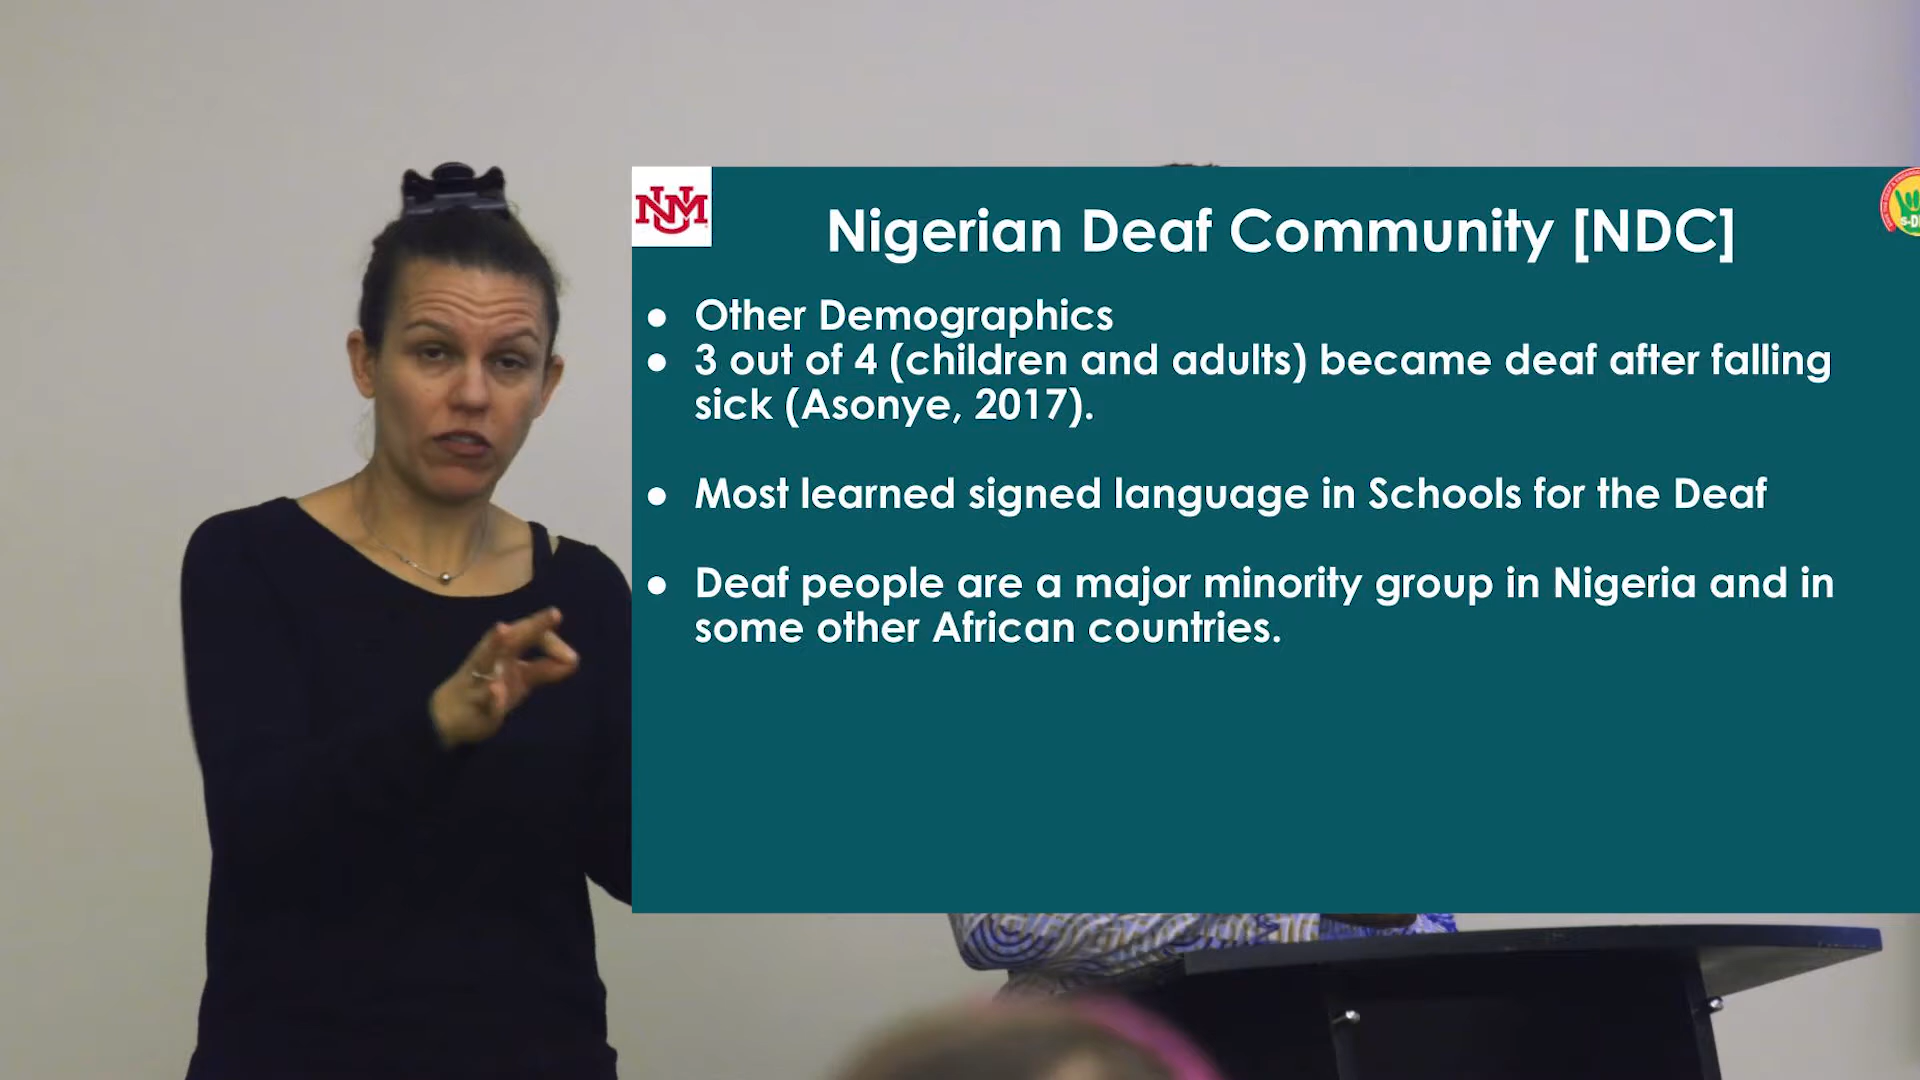 UNM
Nigerian Deaf Community [NDC]
● Other Demographics
● 3 out of 4 (children and adults) became deaf after falling
sick (Asonye, 2017).
● Most learned signed language in Schools for the Deaf
● Deaf people are a major minority group in Nigeria and in
some other African countries.